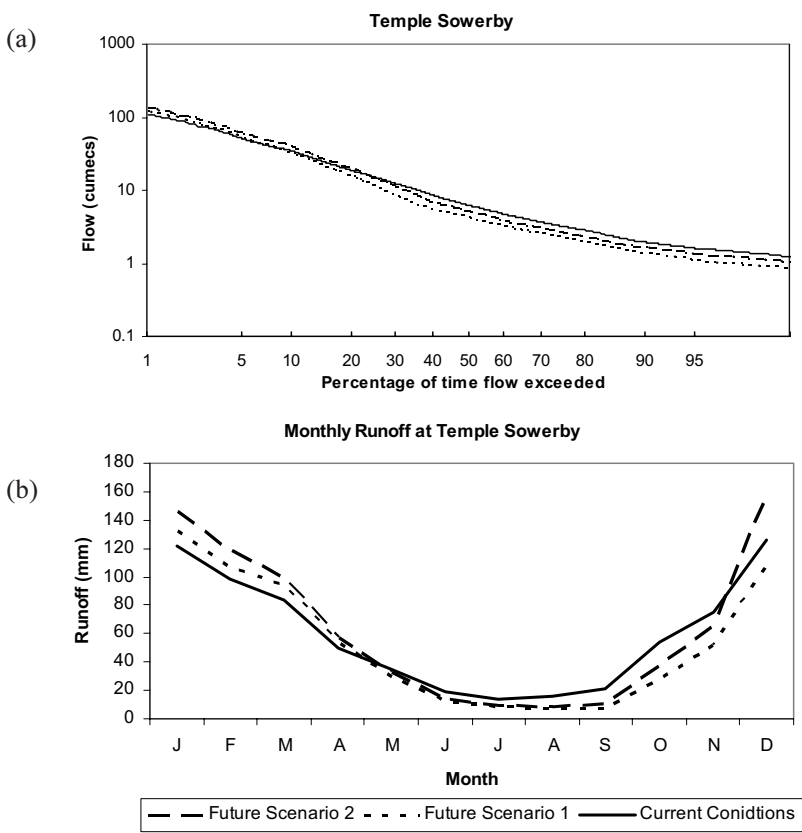 (a)
Temple Sowerby
1000
100
10
1
0.1
Flow (cumecs)
1 5 10 20 30 40 50 60 70 80 90 95
Percentage of time flow exceeded
(b)
Monthly Runoff at Temple Sowerby
180
160
140
120
100
80
60
40
20
0
Runoff (mm)
J F M A M J J A S O N D
Month
Future Scenario 2 Future Scenario 1 Current Conidtions